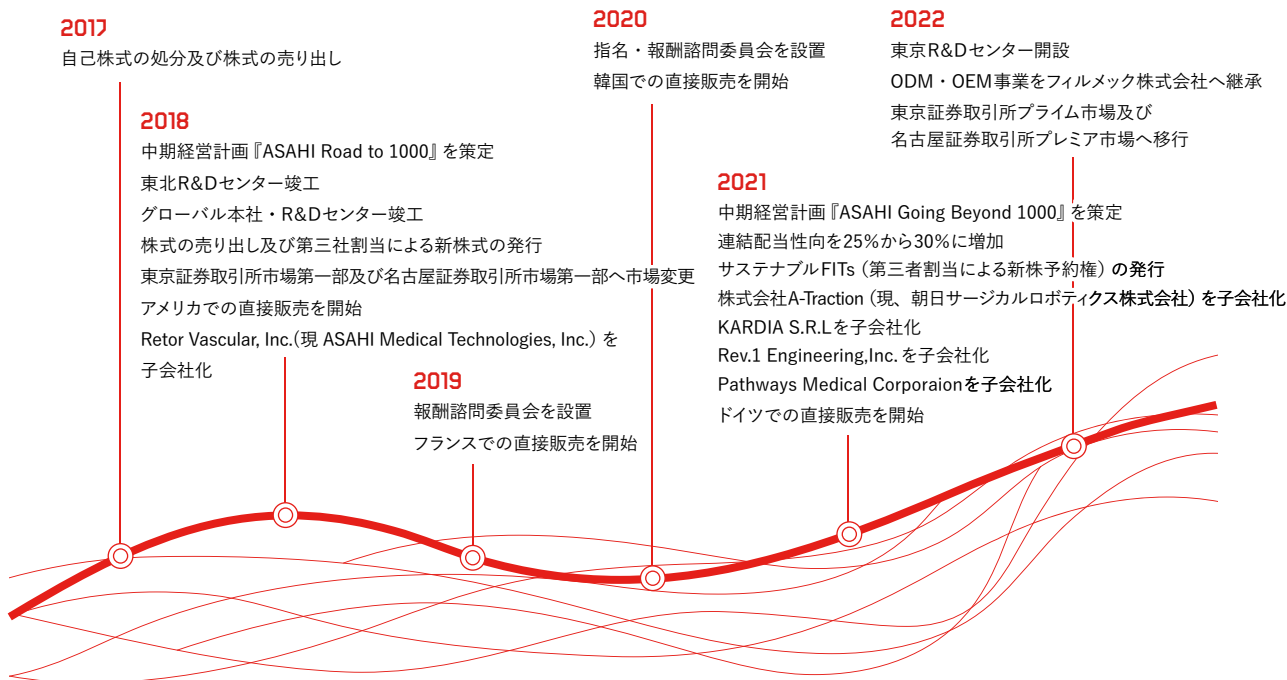 2017
自己株式の処分及び株式の売り出し
2018
中期経営計画『ASAHI Road to 1000』を策定
東北R&Dセンター竣工
グローバル本社・R&Dセンター竣工
株式の売り出し及び第三社割当による新株式の発行
東京証券取引所市場第一部及び名古屋証券取引所市場第一部へ市場変更
アメリカでの直接販売を開始
Retor Vascular, Inc.(現 ASAHI Medical Technologies, Inc.) を
子会社化
2019
報酬諮問委員会を設置
フランスでの直接販売を開始
2020
指名・報酬諮問委員会を設置
韓国での直接販売を開始
2021
中期経営計画『ASAHI Going Beyond 1000』を策定
連結配当性向を25%から30%に増加
サステナブルFITs（第三者割当による新株予約権）の発行
株式会社A-Traction（現、朝日サージカルロボティクス株式会社）を子会社化
KARDIA S.R.Lを子会社化
Rev.1 Engineering,Inc. を子会社化
Pathways Medical Corporaionを子会社化
ドイツでの直接販売を開始
2022
東京R&Dセンター開設
ODM・OEM事業をフィルメック株式会社へ継承
東京証券取引所プライム市場及び
名古屋証券取引所プレミア市場へ移行